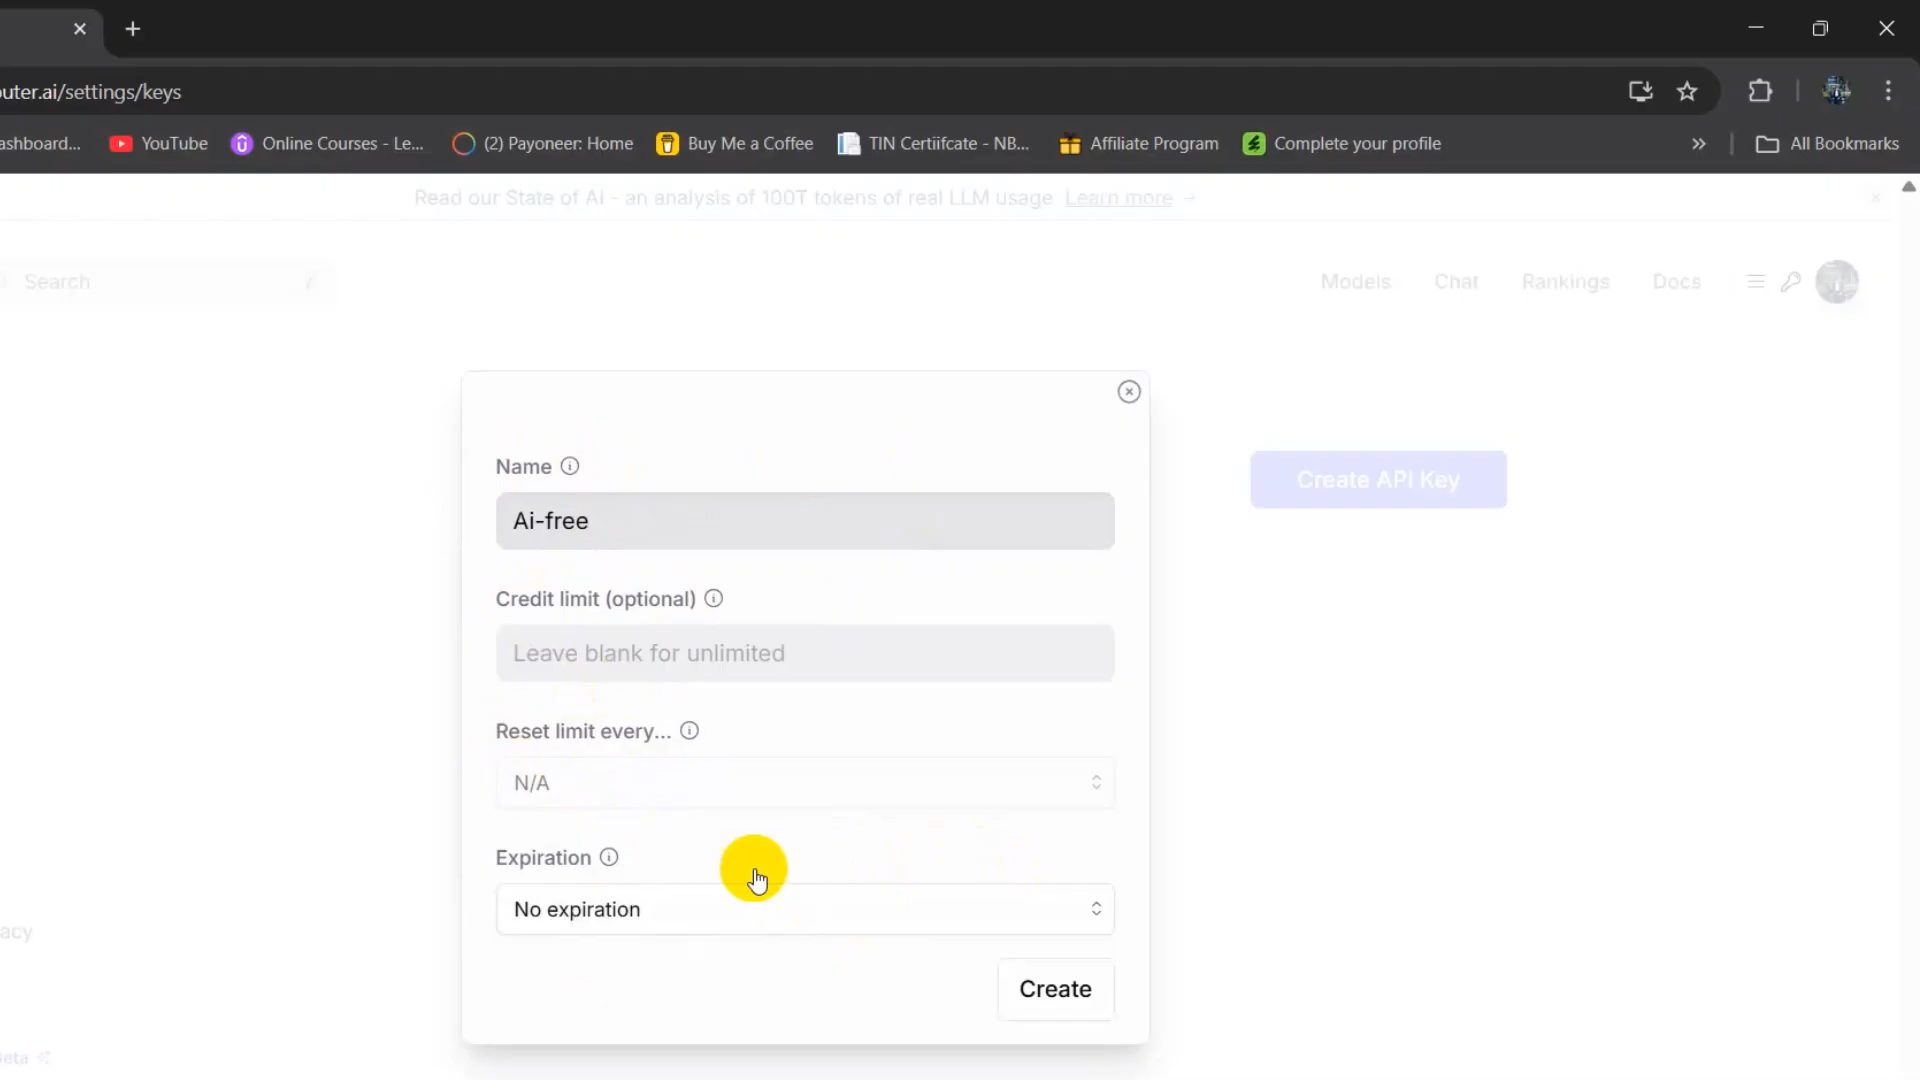 outer.ai/settings/keys
ashboard...
YouTube
Online Courses - Le...
(2) Payoneer: Home
Buy Me a Coffee
TIN Certiifcate - NB...
Affiliate Program
Complete your profile
»
All Bookmarks
Read our State of AI - an analysis of 100T tokens of real LLM usage Learn more →
Search
/
Models
Chat
Rankings
Docs
Name
Ai-free
Create API Key
Credit limit (optional)
Leave blank for unlimited
Reset limit every...
N/A
Expiration
No expiration
acy
Create
Beta